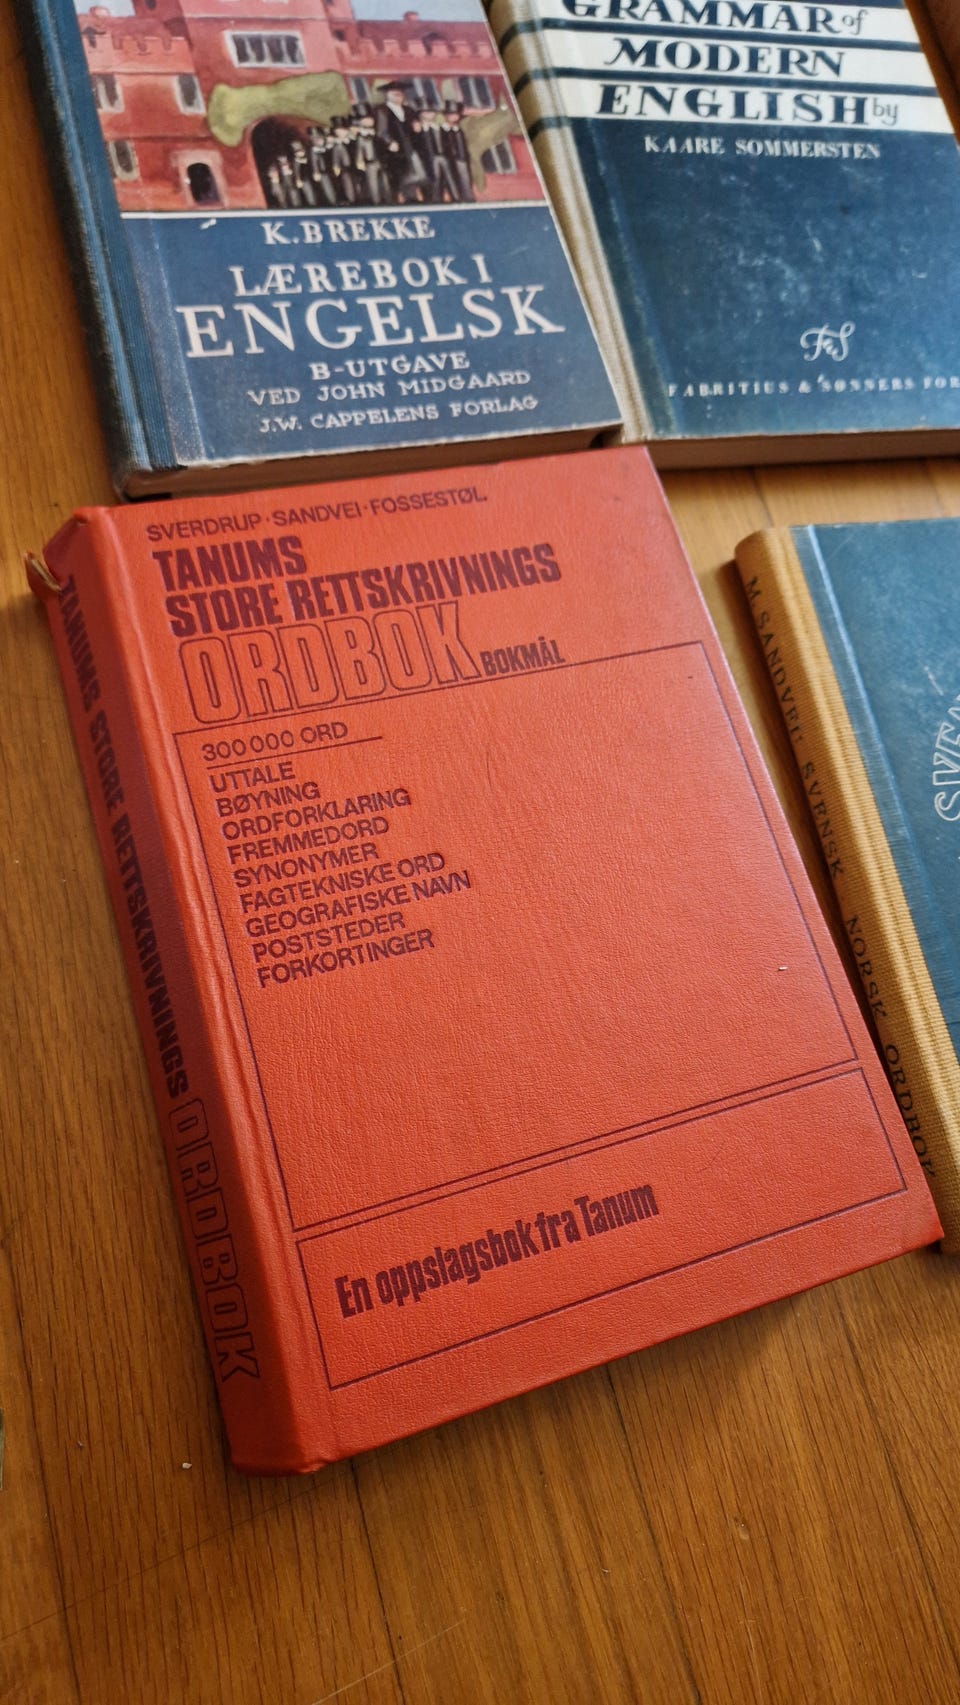 K. BREKKE
LÆREBOK I
ENGELSK
B-UTGAVE
VED JOHN MIDGAARD
J.W. CAPPELENS FORLAG
GRAMMAR of
MODERN
ENGLISH by
KAARE SOMMERSTEN
F&S
FABRITIUS & SØNNERS FOR
SVERDRUP · SANDVEI · FOSSESTØL
TANUMS
STORE RETTSKRIVNINGS
ORDBOK BOKMÅL
300000 ORD
UTTALE
BØYNING
ORDFORKLARING
FREMMEDORD
SYNONYMER
FAGTEKNISKE ORD
GEOGRAFISKE NAVN
POSTSTEDER
FORKORTINGER
En oppslagsbok fra Tanum
TANUMS STORE RETTSKRIVNINGS ORDBOK
M. SANDVEI: SVENSK NORSK ORDBOK